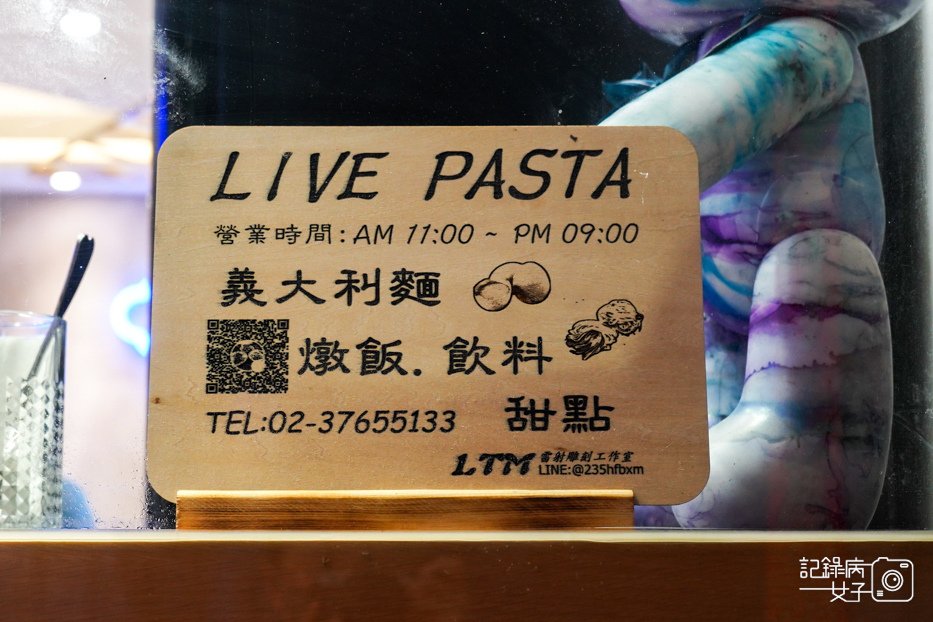 LIVE PASTA
營業時間:AM 11:00 ~ PM 09:00
義大利麵
燉飯.飲料
TEL:02-37655133 甜點
LTM 雷射雕刻工作室
LINE:@235hfbxm
記錄病
女子